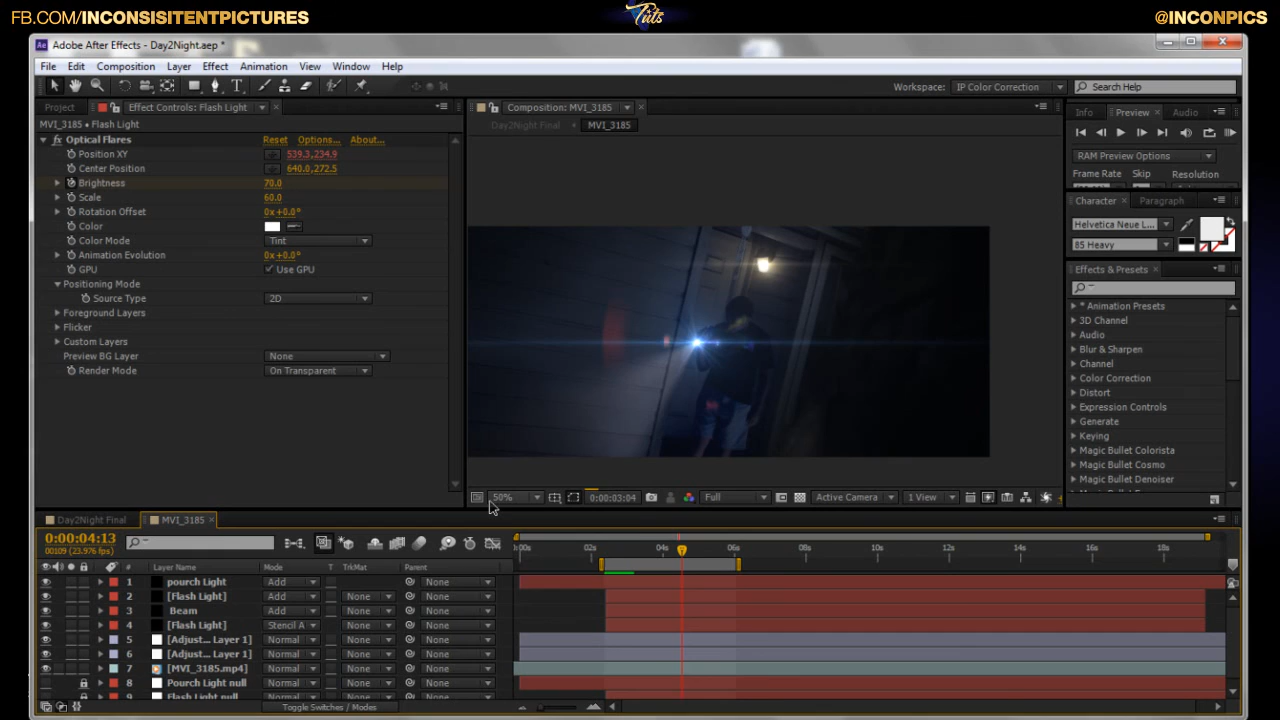 FB.COM/INCONSISITENTPICTURES
Tuts
@INCONPICS
Ae Adobe After Effects - Day2Night.aep *
File Edit Composition Layer Effect Animation View Window Help
Workspace: IP Color Correction Search Help
Project Effect Controls: Flash Light
MVI_3185 • Flash Light
fx Optical Flares Reset Options... About...
Position XY 539.3,234.9
Center Position 640.0,272.5
Brightness 70.0
Scale 60.0
Rotation Offset 0x+0.0°
Color
Color Mode Tint
Animation Evolution 0x+0.0°
GPU Use GPU
Positioning Mode
Source Type 2D
Foreground Layers
Flicker
Custom Layers
Preview BG Layer None
Render Mode On Transparent
Composition: MVI_3185
Day2Night Final MVI_3185
50% 0:00:03:04 Full Active Camera 1 View
Info Preview Audio
RAM Preview Options
Frame Rate Skip Resolution
Character Paragraph
Helvetica Neue L...
85 Heavy
Effects & Presets
* Animation Presets
3D Channel
Audio
Blur & Sharpen
Channel
Color Correction
Distort
Expression Controls
Generate
Keying
Magic Bullet Colorista
Magic Bullet Cosmo
Magic Bullet Denoiser
Day2Night Final MVI_3185
0:00:04:13
00109 (23.976 fps)
:00s 02s 04s 06s 08s 10s 12s 14s 16s 18s
# Layer Name Mode T TrkMat Parent
1 pourch Light Add None
2 [Flash Light] Add None None
3 Beam Add None None
4 [Flash Light] Stencil A None None
5 [Adjust... Layer 1] Normal None None
6 [Adjust... Layer 1] Normal None None
7 [MVI_3185.mp4] Normal None None
8 Pourch Light null Normal None None
9 Flash Light null Normal None None
Toggle Switches / Modes